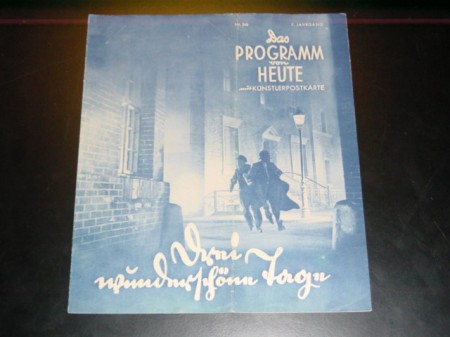 Das
PROGRAMM
von
HEUTE
mit KÜNSTLERPOSTKARTE
Drei
wunderschöne Tage